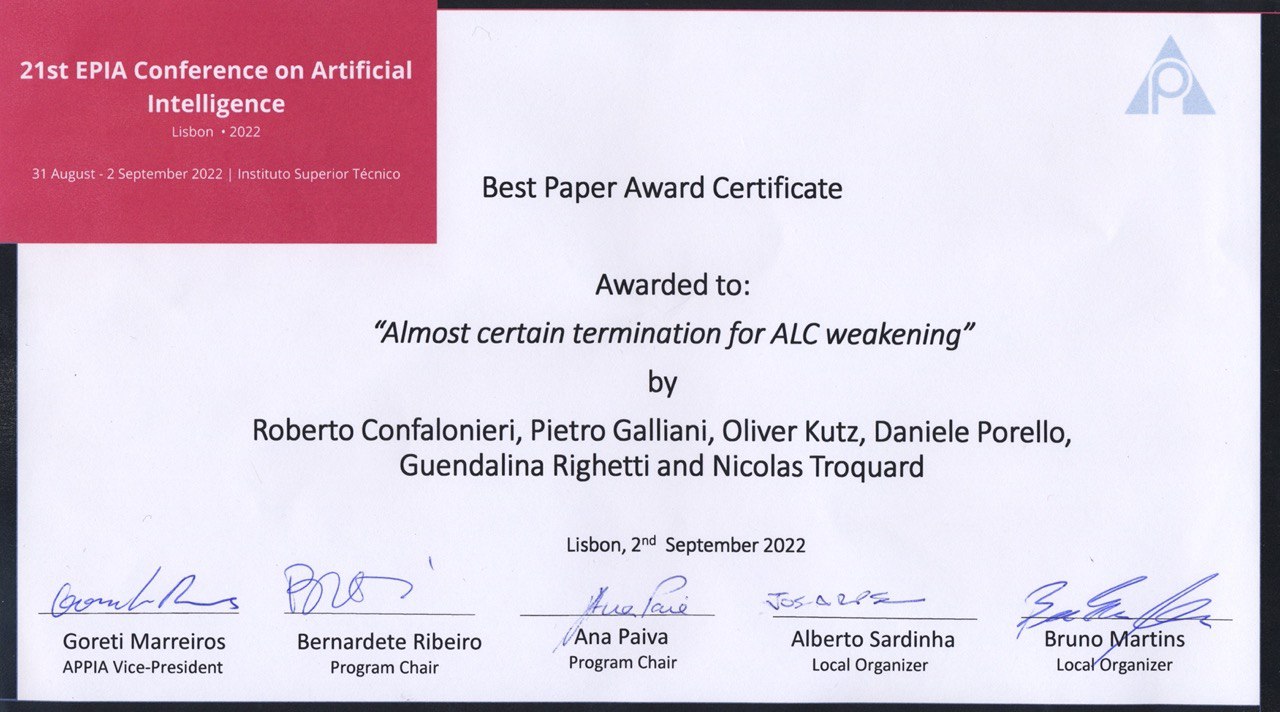 21st EPIA Conference on Artificial
Intelligence
Lisbon • 2022
31 August - 2 September 2022 | Instituto Superior Técnico
P
Best Paper Award Certificate
Awarded to:
“Almost certain termination for ALC weakening”
by
Roberto Confalonieri, Pietro Galliani, Oliver Kutz, Daniele Porello,
Guendalina Righetti and Nicolas Troquard
Lisbon, 2nd September 2022
Ana Paiva
Goreti Marreiros
APPIA Vice-President
Bernardete Ribeiro
Program Chair
Ana Paiva
Program Chair
Alberto Sardinha
Local Organizer
Bruno Martins
Local Organizer